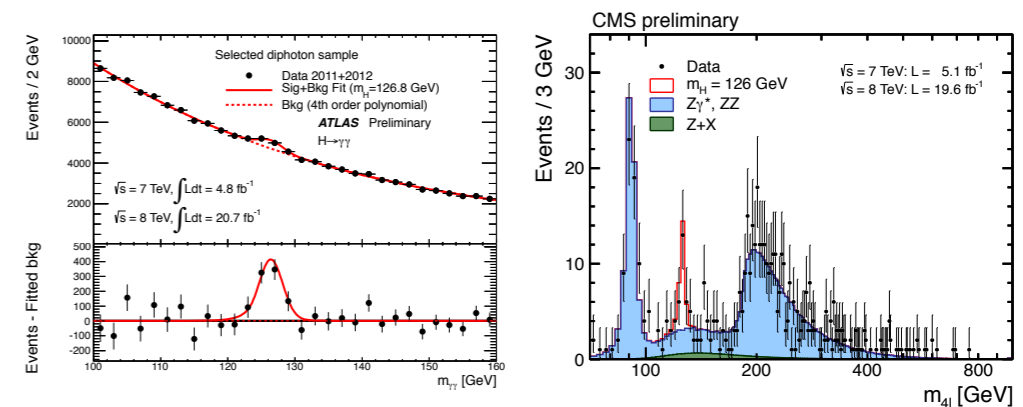 Events / 2 GeV
10000
8000
6000
4000
2000
Selected diphoton sample
Data 2011+2012
Sig+Bkg Fit (m_H=126.8 GeV)
Bkg (4th order polynomial)
ATLAS Preliminary
H→γγ
√s = 7 TeV, ∫Ldt = 4.8 fb⁻¹
√s = 8 TeV, ∫Ldt = 20.7 fb⁻¹
Events - Fitted bkg
500
400
300
200
100
0
-100
-200
100 110 120 130 140 150 160
m_γγ [GeV]
CMS preliminary
Events / 3 GeV
30
20
10
0
Data
m_H = 126 GeV
Zγ*, ZZ
Z+X
√s = 7 TeV: L = 5.1 fb⁻¹
√s = 8 TeV: L = 19.6 fb⁻¹
100 200 400 800
m_4l [GeV]